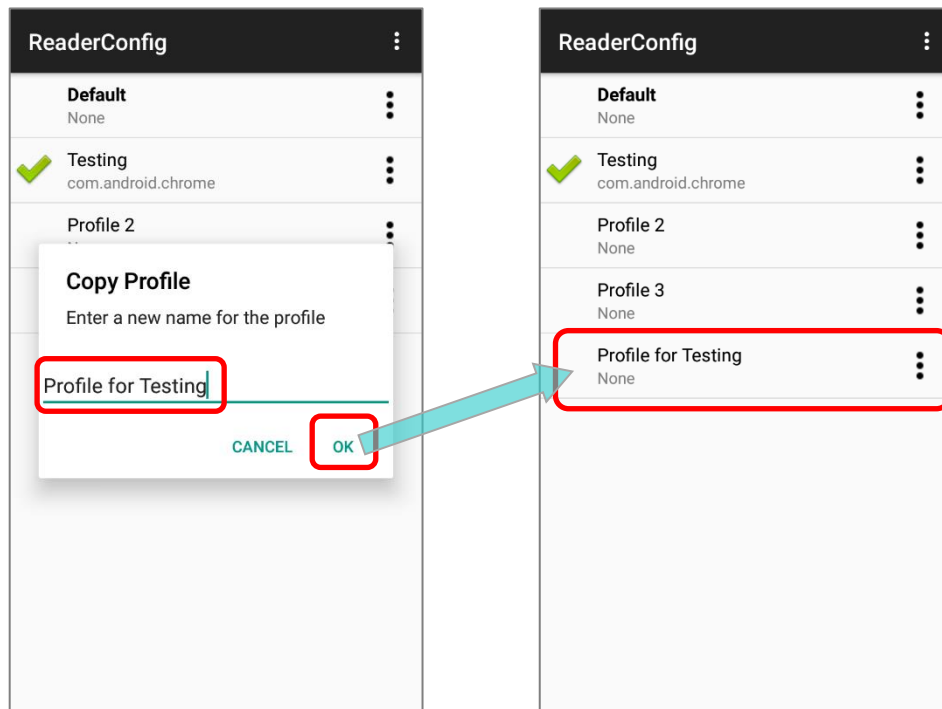 ReaderConfig
Default
None
Testing
com.android.chrome
Profile 2
Copy Profile
Enter a new name for the profile
Profile for Testing
CANCEL OK
ReaderConfig
Default
None
Testing
com.android.chrome
Profile 2
None
Profile 3
None
Profile for Testing
None